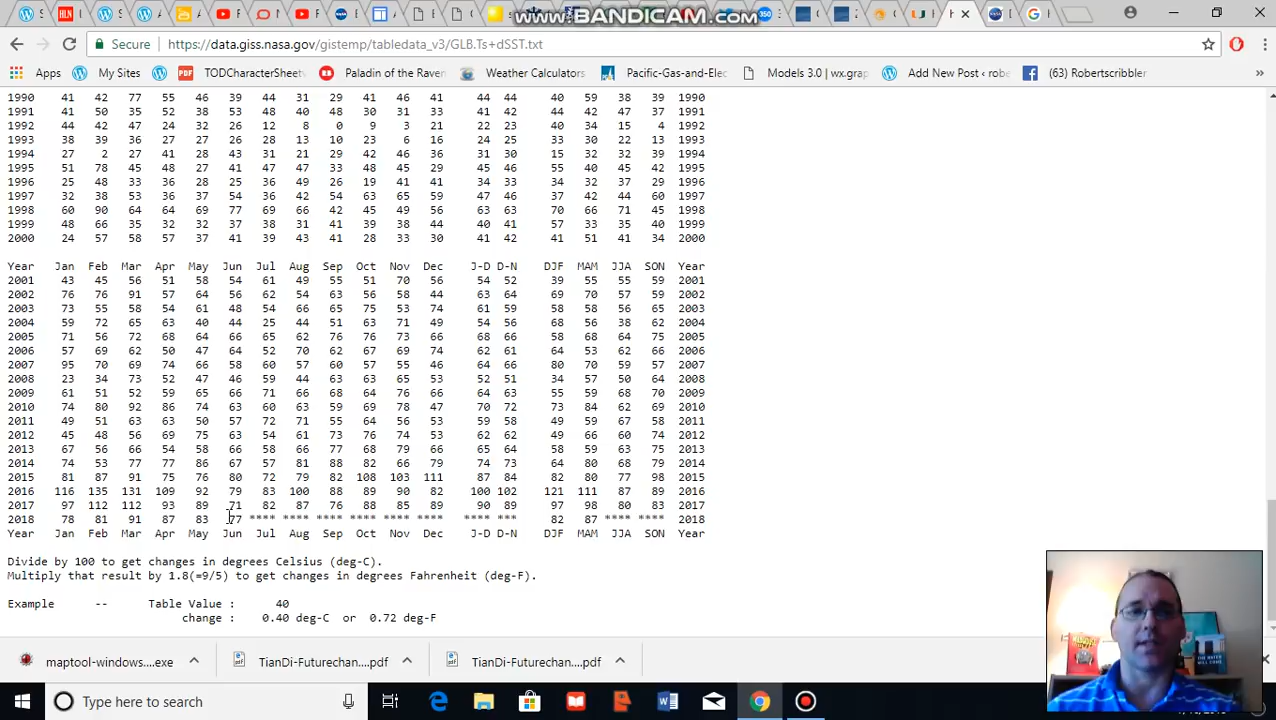 www.BANDICAM.com
Secure https://data.giss.nasa.gov/gistemp/tabledata_v3/GLB.Ts+dSST.txt
Apps My Sites TODCharacterSheet Paladin of the Raven Weather Calculators Pacific-Gas-and-Elec Models 3.0 | wx.grap Add New Post ‹ robe (63) Robertscribbler
1990 41 42 77 55 46 39 44 31 29 41 46 41 44 44 40 59 38 39 1990
1991 41 50 35 52 38 53 48 40 48 30 31 33 41 42 44 42 47 37 1991
1992 44 42 47 24 32 26 12 8 0 9 3 21 22 23 40 34 15 4 1992
1993 38 39 36 27 27 26 28 13 10 23 6 16 24 25 33 30 22 13 1993
1994 27 2 27 41 28 43 31 21 29 42 46 36 31 30 15 32 32 39 1994
1995 51 78 45 48 27 41 47 47 33 48 45 29 45 46 55 40 45 42 1995
1996 25 48 33 36 28 25 36 49 26 19 41 41 34 33 34 32 37 29 1996
1997 32 38 53 36 37 54 36 42 54 63 65 59 47 46 37 42 44 60 1997
1998 60 90 64 64 69 77 69 66 42 45 49 56 63 63 70 66 71 45 1998
1999 48 66 35 32 32 37 38 31 41 39 38 44 40 41 57 33 35 40 1999
2000 24 57 58 57 37 41 39 43 41 28 33 30 41 42 41 51 41 34 2000
Year Jan Feb Mar Apr May Jun Jul Aug Sep Oct Nov Dec J-D D-N DJF MAM JJA SON Year
2001 43 45 56 51 58 54 61 49 55 51 70 56 54 52 39 55 55 59 2001
2002 76 76 91 57 64 56 62 54 63 56 58 44 63 64 69 70 57 59 2002
2003 73 55 58 54 61 48 54 66 65 75 53 74 61 59 58 58 56 65 2003
2004 59 72 65 63 40 44 25 44 51 63 71 49 54 56 68 56 38 62 2004
2005 71 56 72 68 64 66 65 62 76 76 73 66 68 66 58 68 64 75 2005
2006 57 69 62 50 47 64 52 70 62 67 69 74 62 61 64 53 62 66 2006
2007 95 70 69 74 66 58 60 57 60 57 55 46 64 66 80 70 59 57 2007
2008 23 34 73 52 47 46 59 44 63 63 65 53 52 51 34 57 50 64 2008
2009 61 51 52 59 65 66 71 66 68 64 76 66 64 63 55 59 68 70 2009
2010 74 80 92 86 74 63 60 63 59 69 78 47 70 72 73 84 62 69 2010
2011 49 51 63 63 50 57 72 71 55 64 56 53 59 58 49 59 67 58 2011
2012 45 48 56 69 75 63 54 61 73 76 74 53 62 62 49 66 60 74 2012
2013 67 56 66 54 58 66 58 66 77 68 79 66 65 64 58 59 63 75 2013
2014 74 53 77 77 86 67 57 81 88 82 66 79 74 73 64 80 68 79 2014
2015 81 87 91 75 76 80 72 79 82 108 103 111 87 84 82 80 77 98 2015
2016 116 135 131 109 92 79 83 100 88 89 90 82 100 102 121 111 87 89 2016
2017 97 112 112 93 89 71 82 87 76 88 85 89 90 89 97 98 80 83 2017
2018 78 81 91 87 83 77 **** **** **** **** **** **** **** *** 82 87 **** **** 2018
Year Jan Feb Mar Apr May Jun Jul Aug Sep Oct Nov Dec J-D D-N DJF MAM JJA SON Year
Divide by 100 to get changes in degrees Celsius (deg-C).
Multiply that result by 1.8(=9/5) to get changes in degrees Fahrenheit (deg-F).
Example -- Table Value : 40
change : 0.40 deg-C or 0.72 deg-F
maptool-windows....exe TianDi-Futurechan....pdf TianDi-Futurechan....pdf
Type here to search